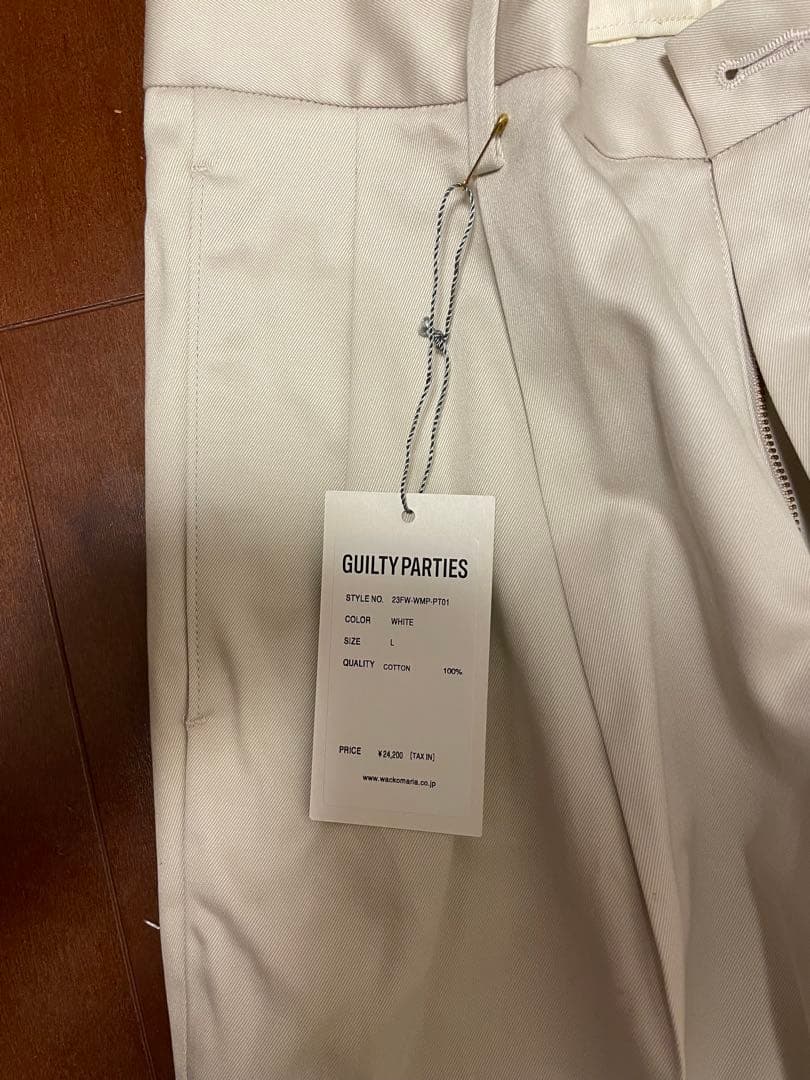 GUILTY PARTIES
STYLE NO. 23FW-WMP-PT01
COLOR WHITE
SIZE L
QUALITY COTTON 100%
PRICE ¥24,200 [TAX IN]
www.wackomaria.co.jp